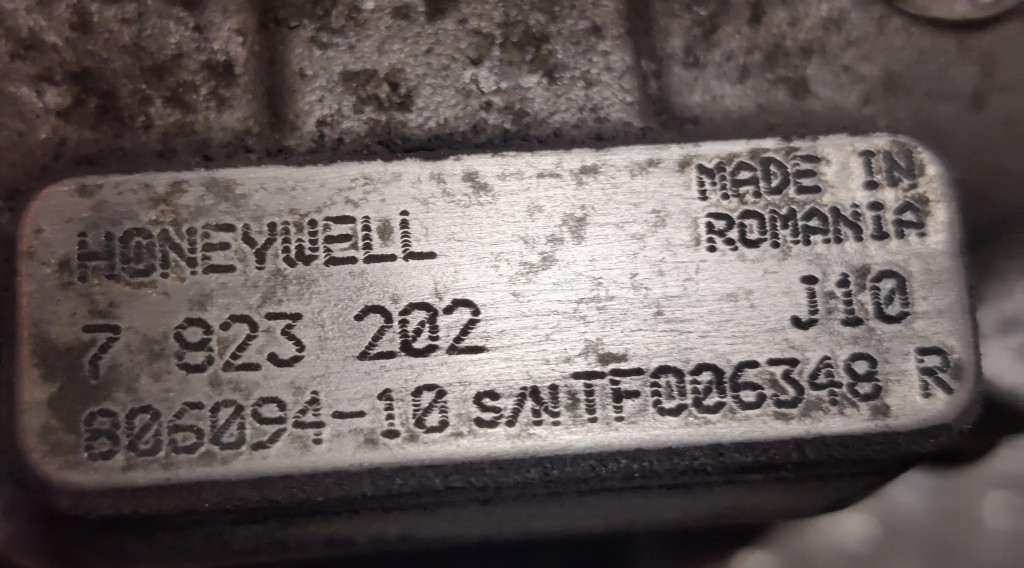 HONEYWELL
MADE IN
ROMANIA
7 823 202
J10
806094-10 S/N TF006348 R